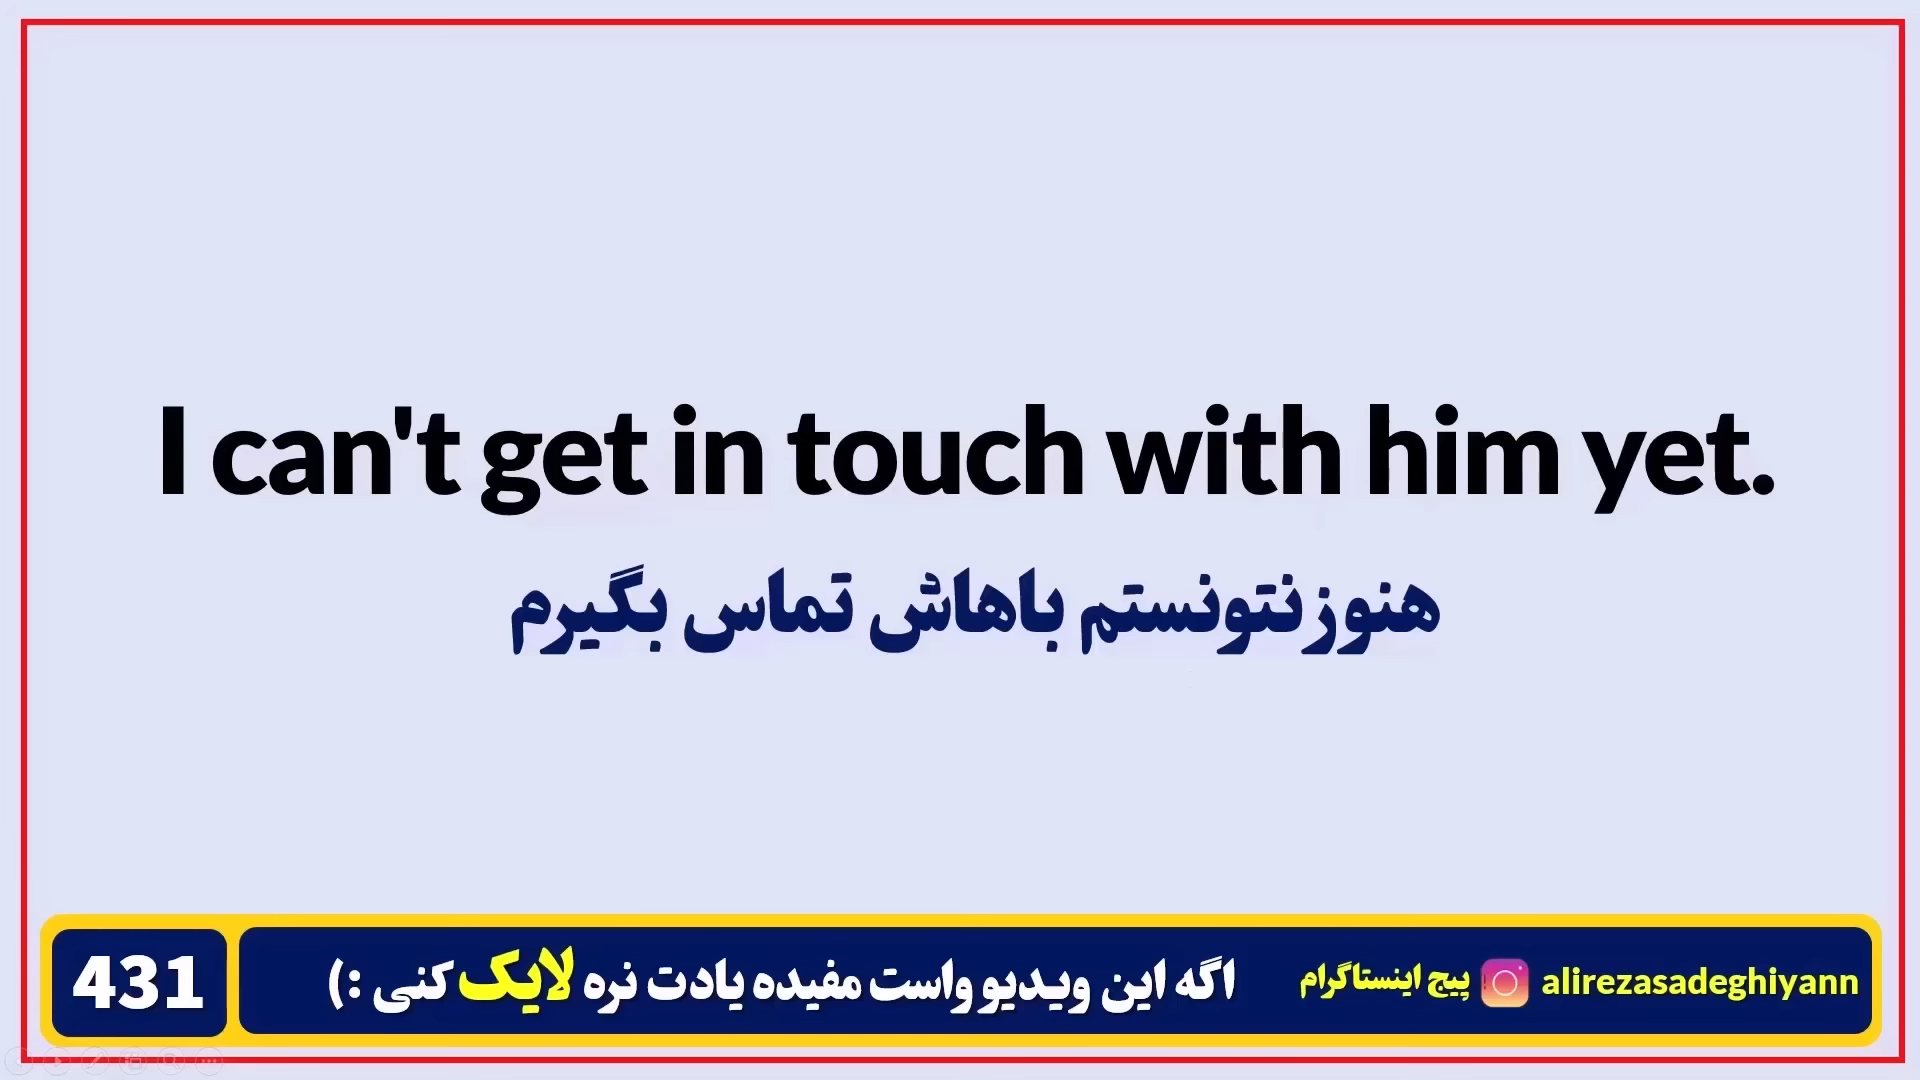 I can't get in touch with him yet.
هنوز نتونستم باهاش تماس بگیرم
431
اگه این ویدیو واست مفیده یادت نره لایک کنی :)
پیج اینستاگرام alirezasadeghiyann